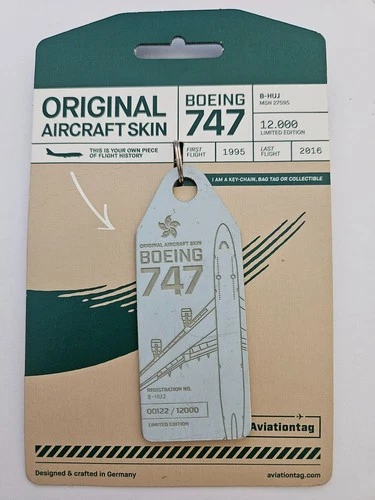 ORIGINAL
AIRCRAFT SKIN
BOEING
747
B-HUJ
MSN 27595
12.000
LIMITED EDITION
THIS IS YOUR OWN PIECE
OF FLIGHT HISTORY
FIRST
FLIGHT
1995
LAST
FLIGHT
2016
I AM A KEY-CHAIN, BAG TAG OR COLLECTIBLE
ORIGINAL AIRCRAFT SKIN
BOEING
747
REGISTRATION NO.
B-HUJ
00122 / 12000
LIMITED EDITION
Aviationtag
Designed & crafted in Germany
aviationtag.com